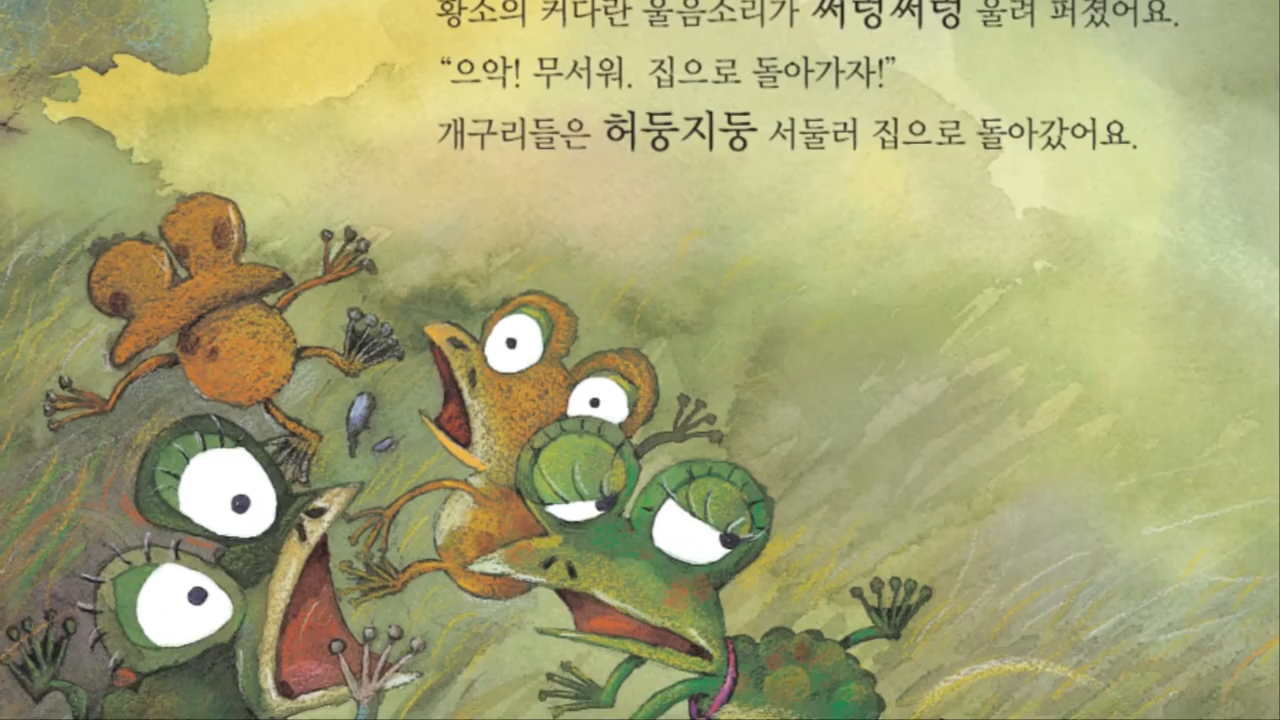 황소의 커다란 울음소리가 쩌렁쩌렁 울려 퍼졌어요.
“으악! 무서워. 집으로 돌아가자!”
개구리들은 허둥지둥 서둘러 집으로 돌아갔어요.